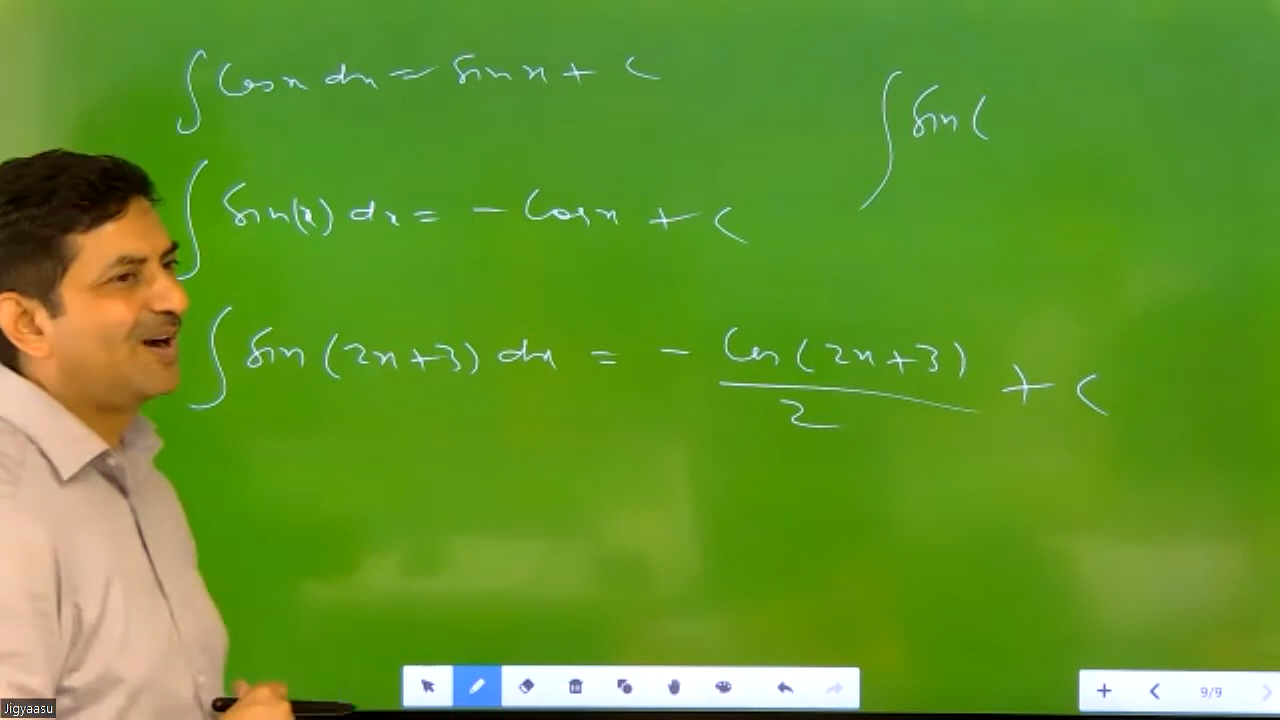 ∫ cos x dx = sin x + c
∫ sin(
∫ sin(x) dx = - cos x + c
∫ sin (2x+3) dx = - cos (2x+3) / 2 + c
9/9
Jigyaasu